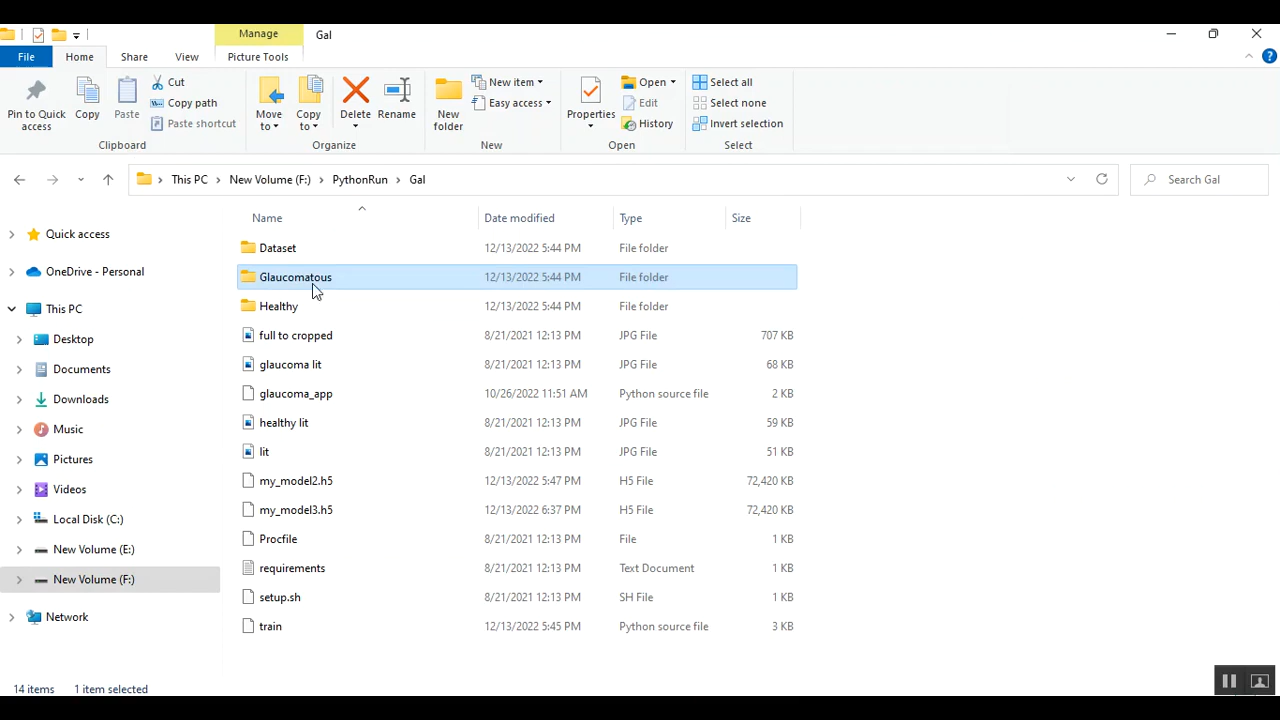 Manage
Gal
File
Home
Share
View
Picture Tools
Pin to Quick access
Copy
Paste
Cut
Copy path
Paste shortcut
Clipboard
Move to
Copy to
Delete
Rename
Organize
New folder
New item
Easy access
New
Properties
Open
Edit
History
Open
Select all
Select none
Invert selection
Select
This PC > New Volume (F:) > PythonRun > Gal
Search Gal
Quick access
OneDrive - Personal
This PC
Desktop
Documents
Downloads
Music
Pictures
Videos
Local Disk (C:)
New Volume (E:)
New Volume (F:)
Network
Name Date modified Type Size
Dataset 12/13/2022 5:44 PM File folder
Glaucomatous 12/13/2022 5:44 PM File folder
Healthy 12/13/2022 5:44 PM File folder
full to cropped 8/21/2021 12:13 PM JPG File 707 KB
glaucoma lit 8/21/2021 12:13 PM JPG File 68 KB
glaucoma_app 10/26/2022 11:51 AM Python source file 2 KB
healthy lit 8/21/2021 12:13 PM JPG File 59 KB
lit 8/21/2021 12:13 PM JPG File 51 KB
my_model2.h5 12/13/2022 5:47 PM H5 File 72,420 KB
my_model3.h5 12/13/2022 6:37 PM H5 File 72,420 KB
Procfile 8/21/2021 12:13 PM File 1 KB
requirements 8/21/2021 12:13 PM Text Document 1 KB
setup.sh 8/21/2021 12:13 PM SH File 1 KB
train 12/13/2022 5:45 PM Python source file 3 KB
14 items 1 item selected